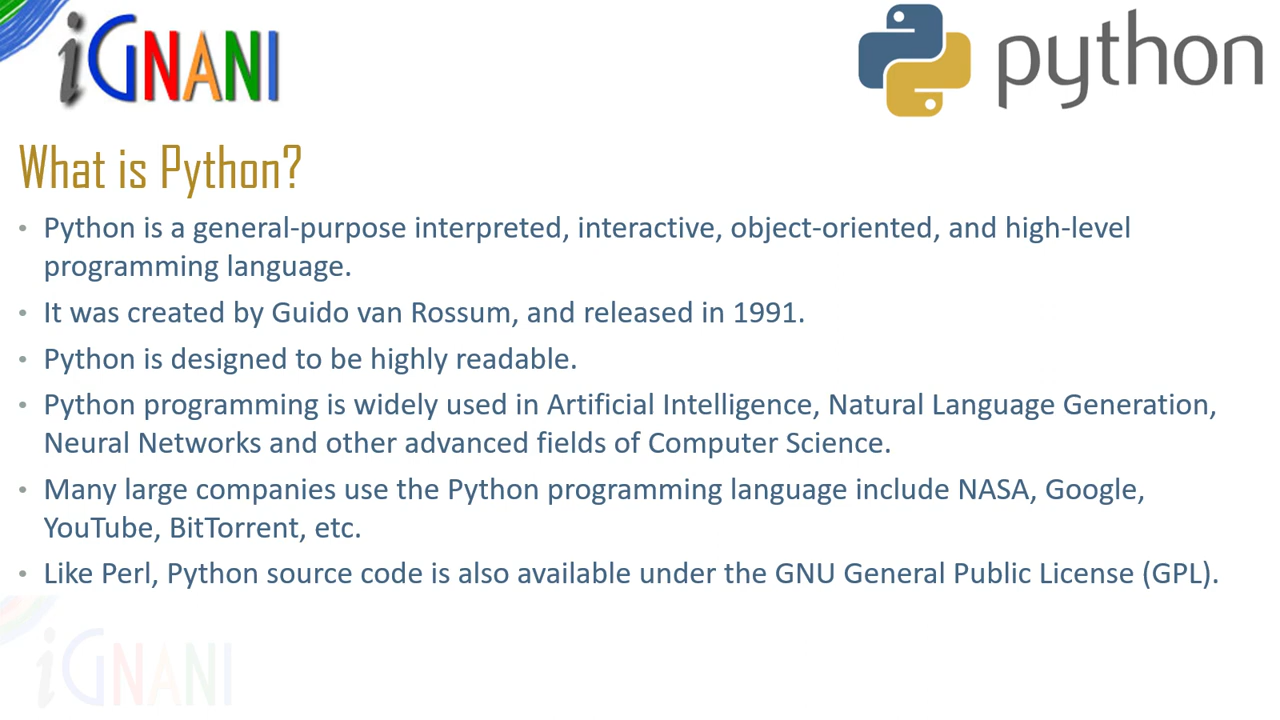 iGNANI
python
What is Python?
• Python is a general-purpose interpreted, interactive, object-oriented, and high-level
programming language.
• It was created by Guido van Rossum, and released in 1991.
• Python is designed to be highly readable.
• Python programming is widely used in Artificial Intelligence, Natural Language Generation,
Neural Networks and other advanced fields of Computer Science.
• Many large companies use the Python programming language include NASA, Google,
YouTube, BitTorrent, etc.
• Like Perl, Python source code is also available under the GNU General Public License (GPL).
iGNANI